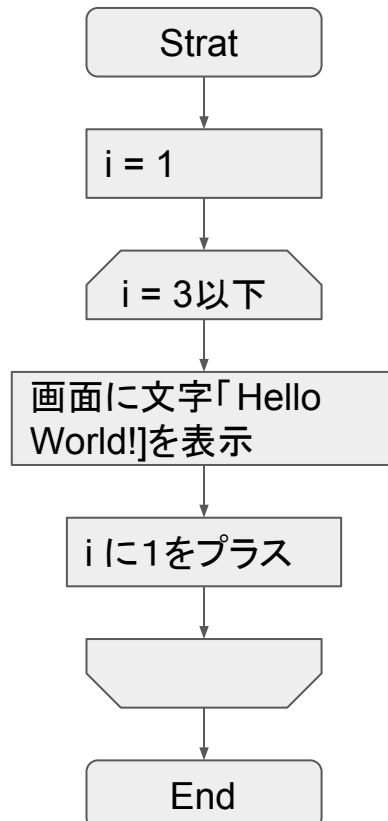 Strat
i = 1
i = 3以下
画面に文字「Hello
World!]を表示
i に１をプラス
End